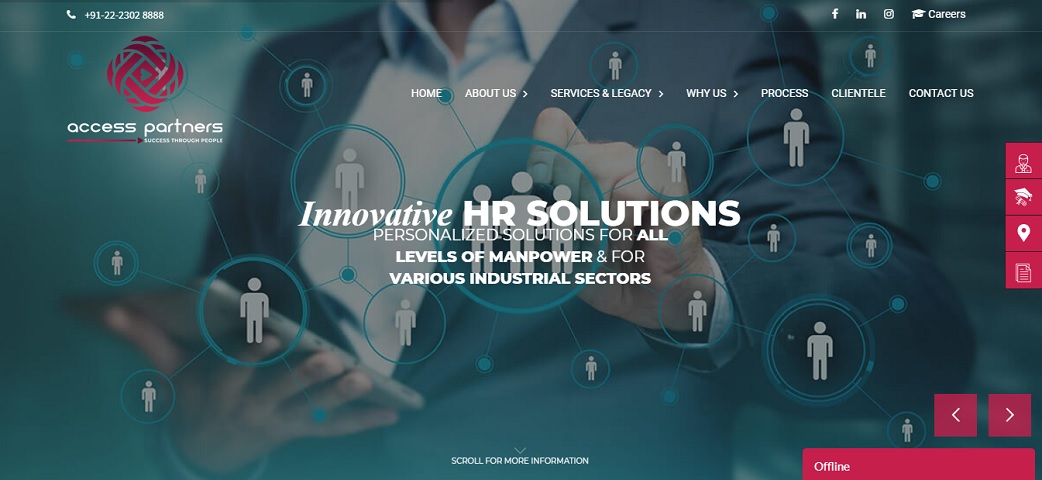 +91-22-2302 8888
Careers
access partners
SUCCESS THROUGH PEOPLE
HOME ABOUT US SERVICES & LEGACY WHY US PROCESS CLIENTELE CONTACT US
Innovative HR SOLUTIONS
PERSONALIZED SOLUTIONS FOR ALL
LEVELS OF MANPOWER & FOR
VARIOUS INDUSTRIAL SECTORS
SCROLL FOR MORE INFORMATION
Offline